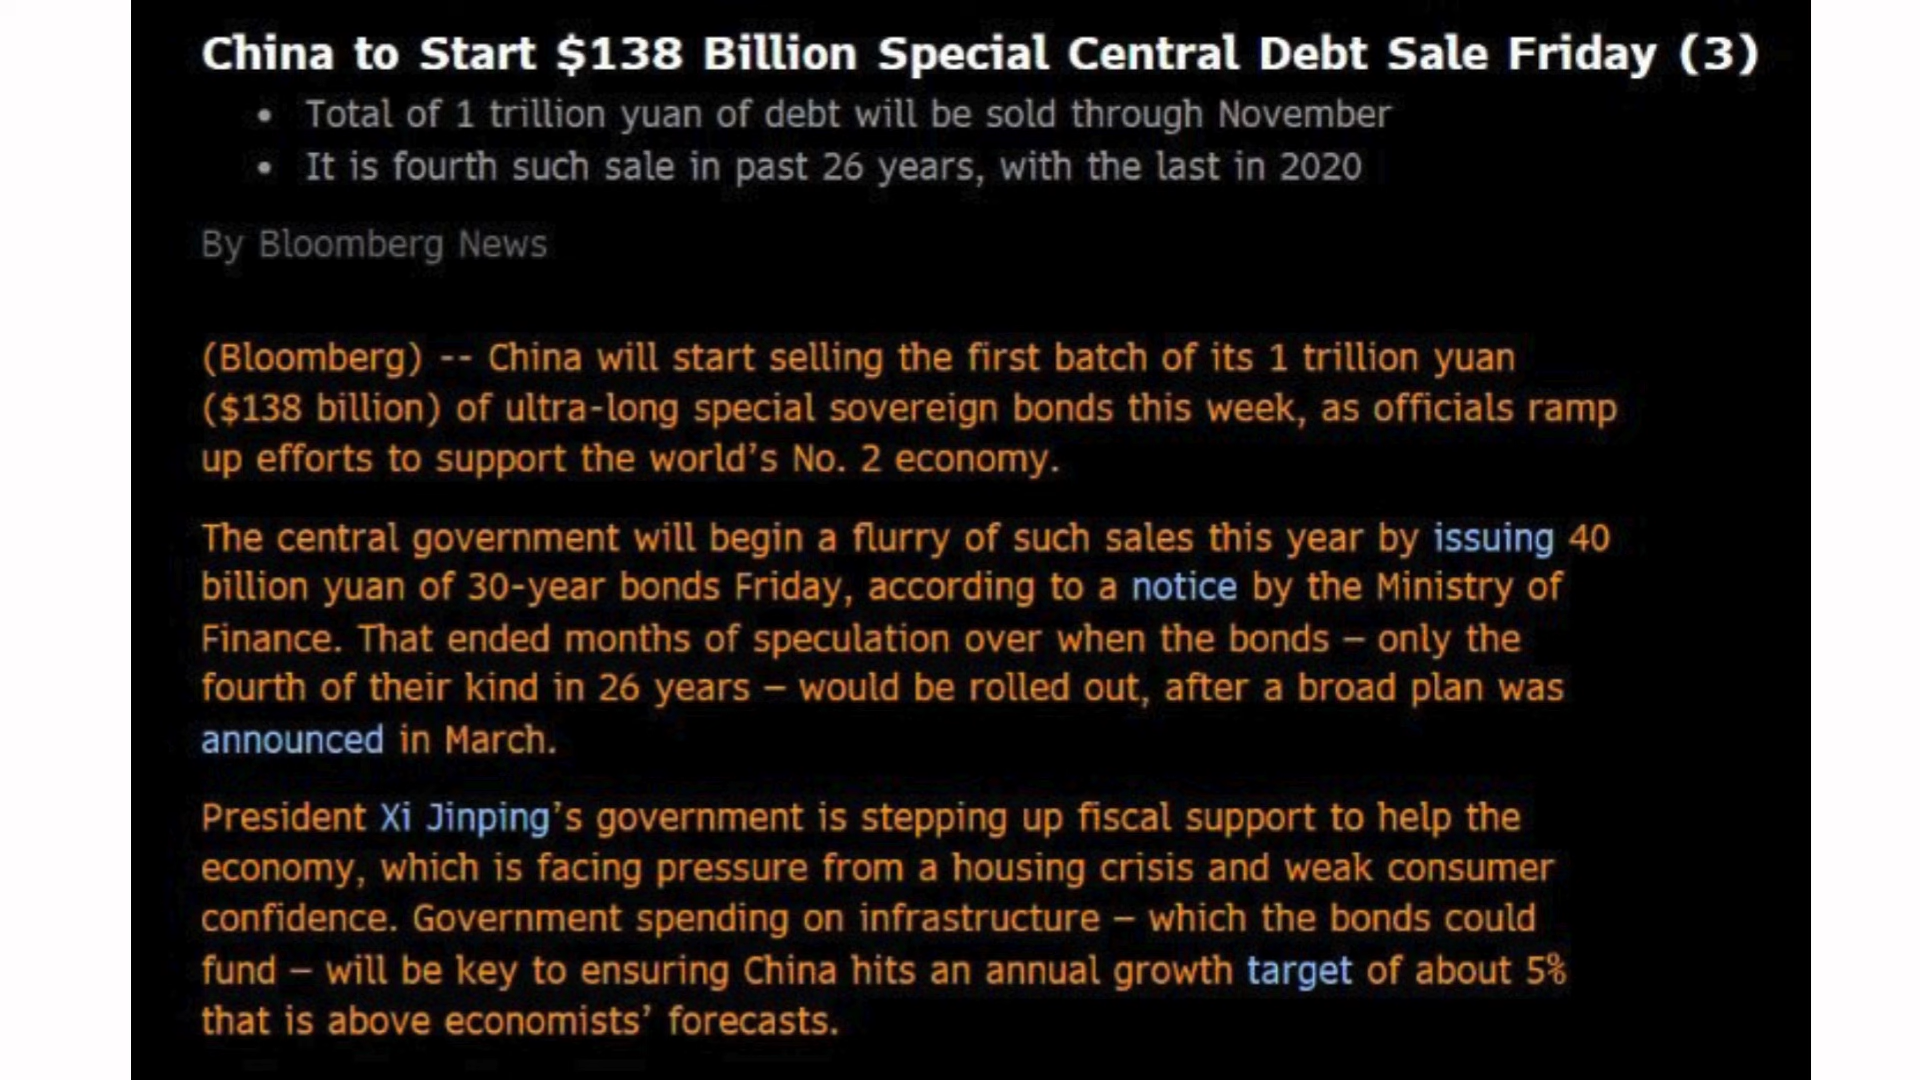 China to Start $138 Billion Special Central Debt Sale Friday (3)
• Total of 1 trillion yuan of debt will be sold through November
• It is fourth such sale in past 26 years, with the last in 2020
By Bloomberg News
(Bloomberg) -- China will start selling the first batch of its 1 trillion yuan
($138 billion) of ultra-long special sovereign bonds this week, as officials ramp
up efforts to support the world’s No. 2 economy.
The central government will begin a flurry of such sales this year by issuing 40
billion yuan of 30-year bonds Friday, according to a notice by the Ministry of
Finance. That ended months of speculation over when the bonds – only the
fourth of their kind in 26 years – would be rolled out, after a broad plan was
announced in March.
President Xi Jinping’s government is stepping up fiscal support to help the
economy, which is facing pressure from a housing crisis and weak consumer
confidence. Government spending on infrastructure – which the bonds could
fund – will be key to ensuring China hits an annual growth target of about 5%
that is above economists’ forecasts.